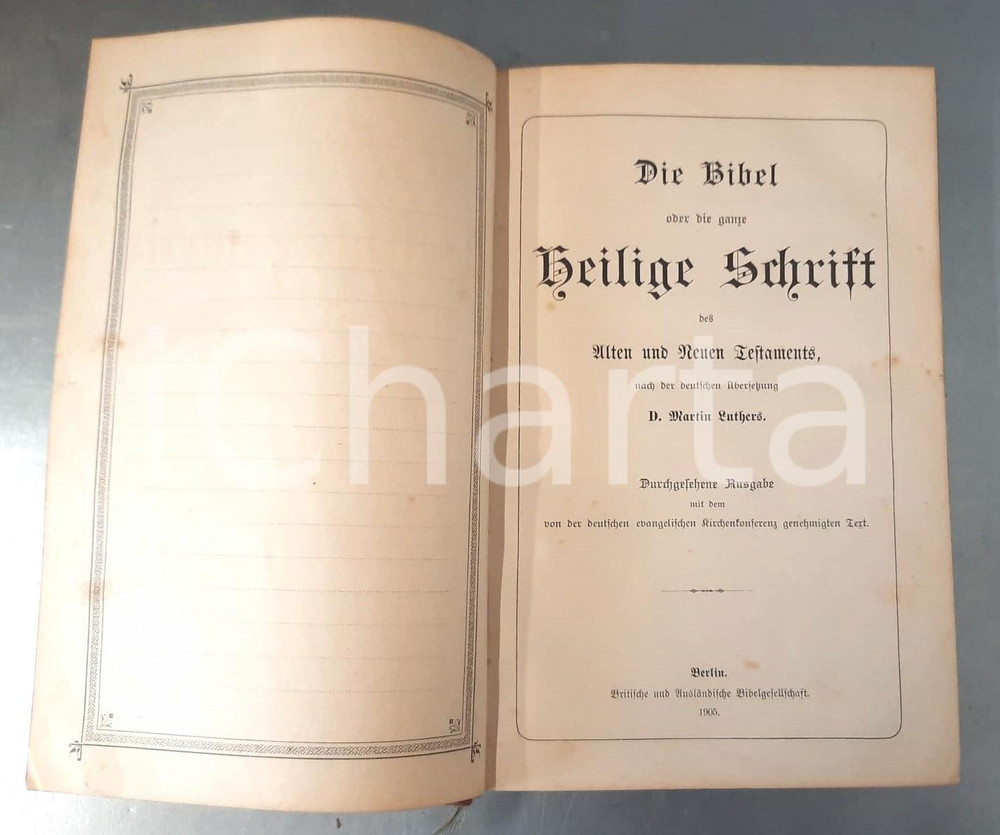 Die Bibel
oder die ganze
Heilige Schrift
des
Alten und Neuen Testaments,
nach der deutschen Übersetzung
D. Martin Luthers.
Durchgesehene Ausgabe
mit dem
von der deutschen evangelischen Kirchenkonferenz genehmigten Text.
Berlin.
Britische und Ausländische Bibelgesellschaft.
1905.
iCharta